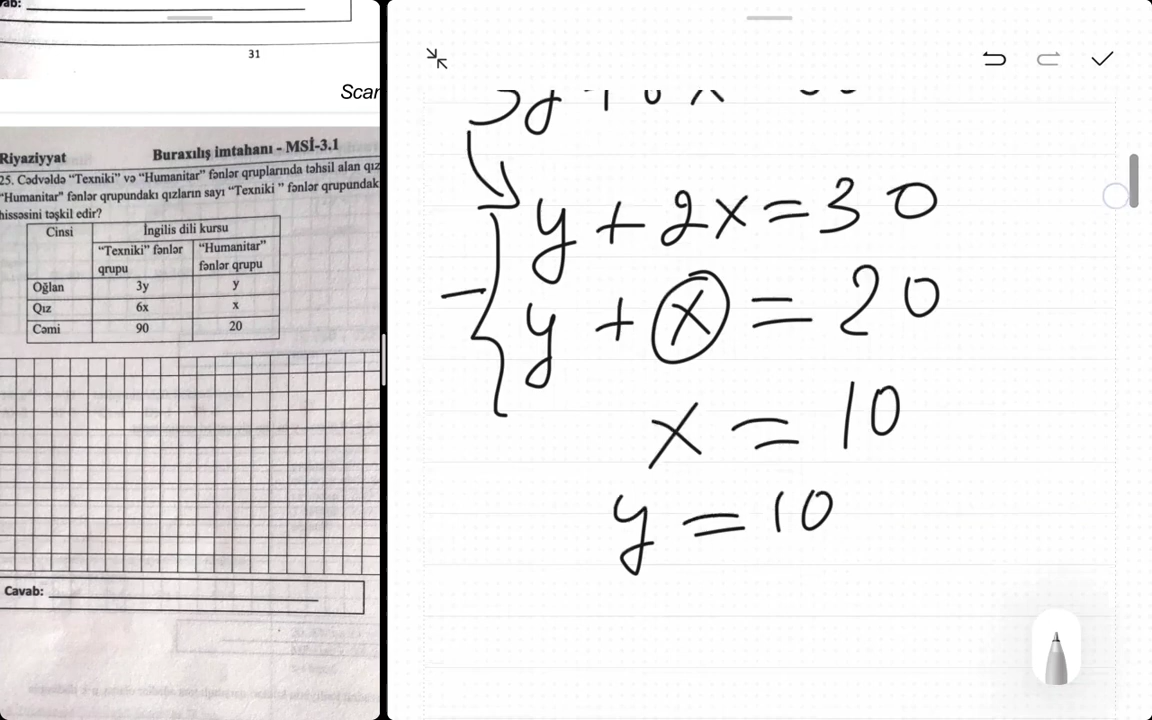 vab:
31
Scar
Riyaziyyat Buraxılış imtahanı - MSİ-3.1
25. Cədvəldə "Texniki" və "Humanitar" fənlər qruplarında təhsil alan qız
"Humanitar" fənlər qrupundakı qızların sayı "Texniki " fənlər qrupundak
hissəsini təşkil edir?
Cinsi İngilis dili kursu
"Texniki" fənlər qrupu "Humanitar" fənlər qrupu
Oğlan 3y y
Qız 6x x
Cəmi 90 20
Cavab:
y + 2x = 30
y + x = 20
x = 10
y = 10